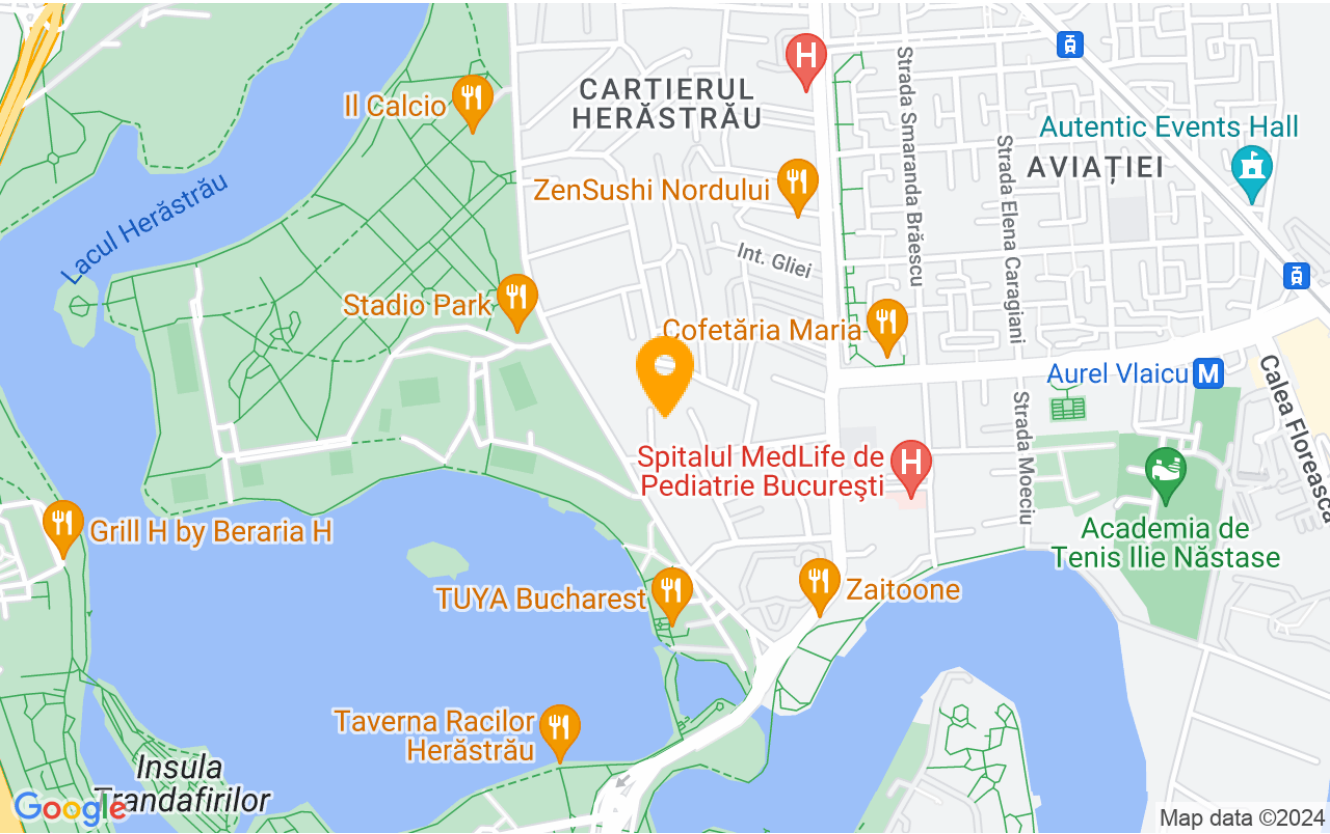 CARTIERUL
HERĂSTRĂU
Il Calcio
H
Strada Smaranda Brăescu
Autentic Events Hall
AVIAȚIEI
Strada Elena Caragiani
ZenSushi Nordului
Lacul Herăstrău
Int. Gliei
Stadio Park
Cofetăria Maria
Aurel Vlaicu M
Calea Floreasca
Strada Moeciu
Spitalul MedLife de
Pediatrie București
H
Grill H by Beraria H
Academia de
Tenis Ilie Năstase
TUYA Bucharest
Zaitoone
Taverna Racilor
Herăstrău
Insula
Trandafirilor
Google
Map data ©2024